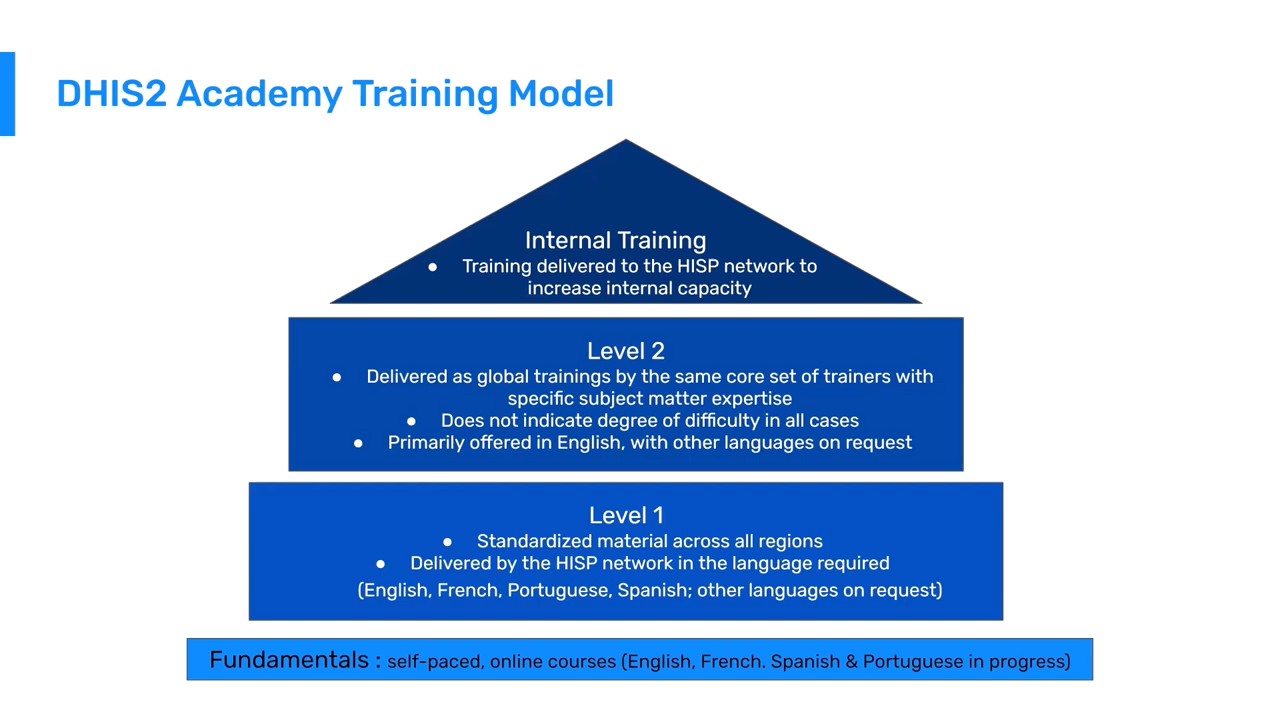 DHIS2 Academy Training Model
Internal Training
● Training delivered to the HISP network to
increase internal capacity
Level 2
● Delivered as global trainings by the same core set of trainers with
specific subject matter expertise
● Does not indicate degree of difficulty in all cases
● Primarily offered in English, with other languages on request
Level 1
● Standardized material across all regions
● Delivered by the HISP network in the language required
(English, French, Portuguese, Spanish; other languages on request)
Fundamentals : self-paced, online courses (English, French. Spanish & Portuguese in progress)